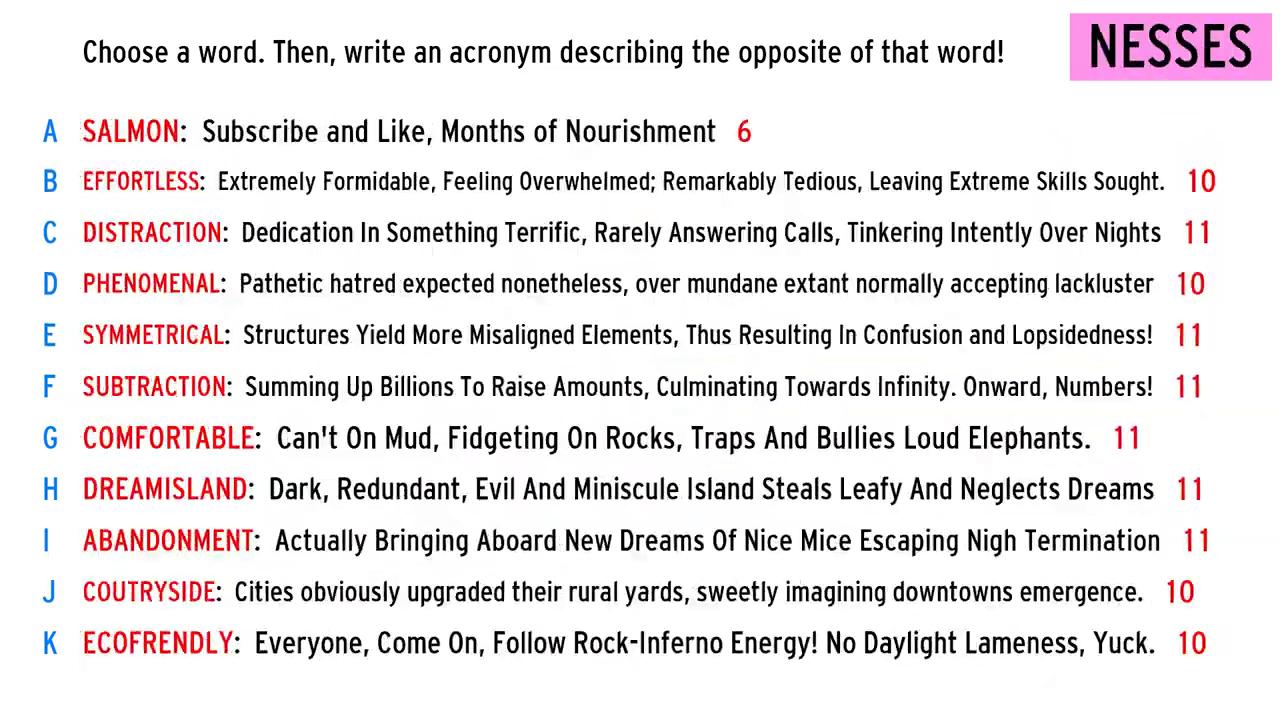 Choose a word. Then, write an acronym describing the opposite of that word!
NESSES
A SALMON: Subscribe and Like, Months of Nourishment 6
B EFFORTLESS: Extremely Formidable, Feeling Overwhelmed; Remarkably Tedious, Leaving Extreme Skills Sought. 10
C DISTRACTION: Dedication In Something Terrific, Rarely Answering Calls, Tinkering Intently Over Nights 11
D PHENOMENAL: Pathetic hatred expected nonetheless, over mundane extant normally accepting lackluster 10
E SYMMETRICAL: Structures Yield More Misaligned Elements, Thus Resulting In Confusion and Lopsidedness! 11
F SUBTRACTION: Summing Up Billions To Raise Amounts, Culminating Towards Infinity. Onward, Numbers! 11
G COMFORTABLE: Can't On Mud, Fidgeting On Rocks, Traps And Bullies Loud Elephants. 11
H DREAMISLAND: Dark, Redundant, Evil And Miniscule Island Steals Leafy And Neglects Dreams 11
I ABANDONMENT: Actually Bringing Aboard New Dreams Of Nice Mice Escaping Nigh Termination 11
J COUTRYSIDE: Cities obviously upgraded their rural yards, sweetly imagining downtowns emergence. 10
K ECOFRENDLY: Everyone, Come On, Follow Rock-Inferno Energy! No Daylight Lameness, Yuck. 10